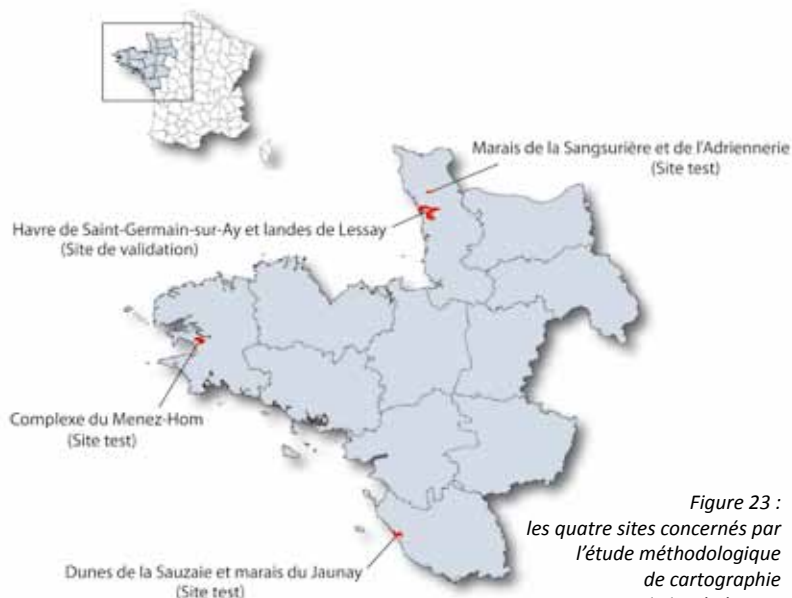 Marais de la Sangsurière et de l'Adriennerie
(Site test)
Havre de Saint-Germain-sur-Ay et landes de Lessay
(Site de validation)
Complexe du Menez-Hom
(Site test)
Dunes de la Sauzaie et marais du Jaunay
(Site test)
Figure 23 :
les quatre sites concernés par
l'étude méthodologique
de cartographie